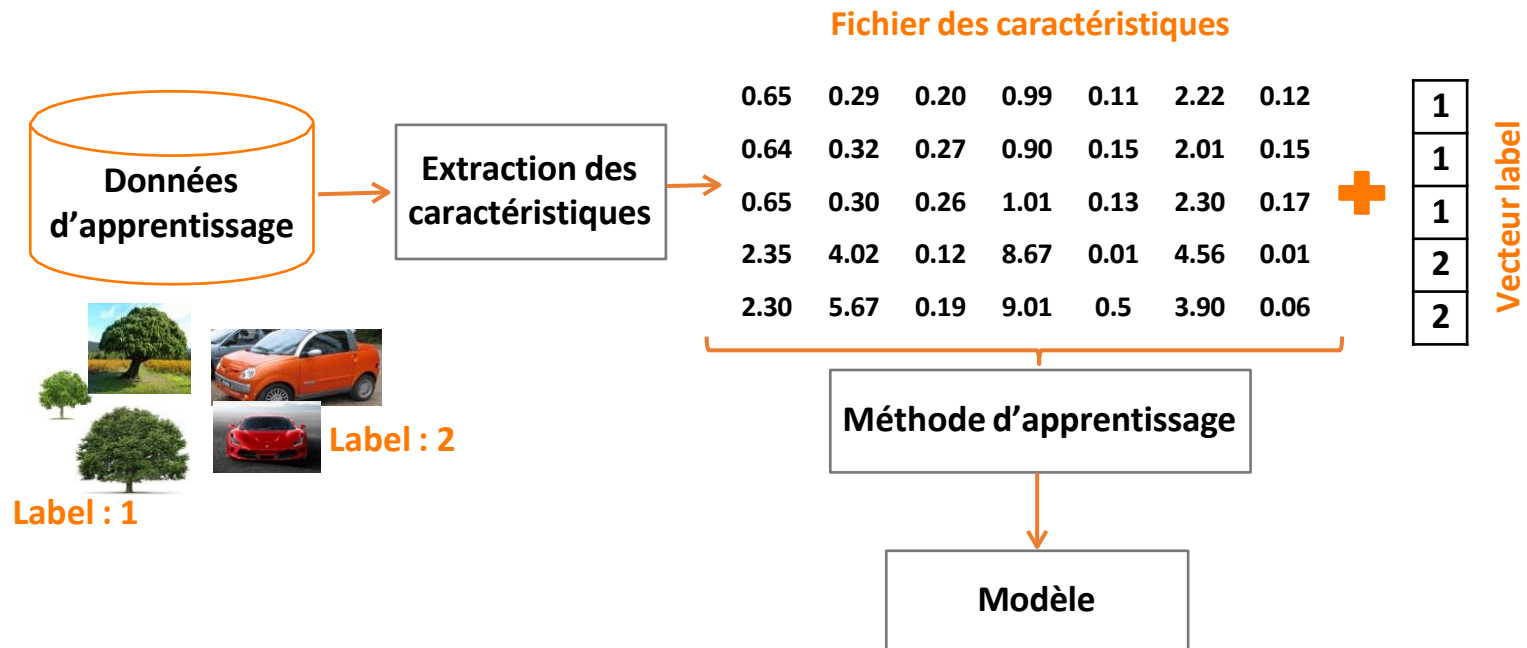 Fichier des caractéristiques
Données
d'apprentissage
Extraction des
caractéristiques
0.65 0.29 0.20 0.99 0.11 2.22 0.12
0.64 0.32 0.27 0.90 0.15 2.01 0.15
0.65 0.30 0.26 1.01 0.13 2.30 0.17
2.35 4.02 0.12 8.67 0.01 4.56 0.01
2.30 5.67 0.19 9.01 0.5 3.90 0.06
1
1
1
2
2
Vecteur label
Label : 2
Label : 1
Méthode d'apprentissage
Modèle